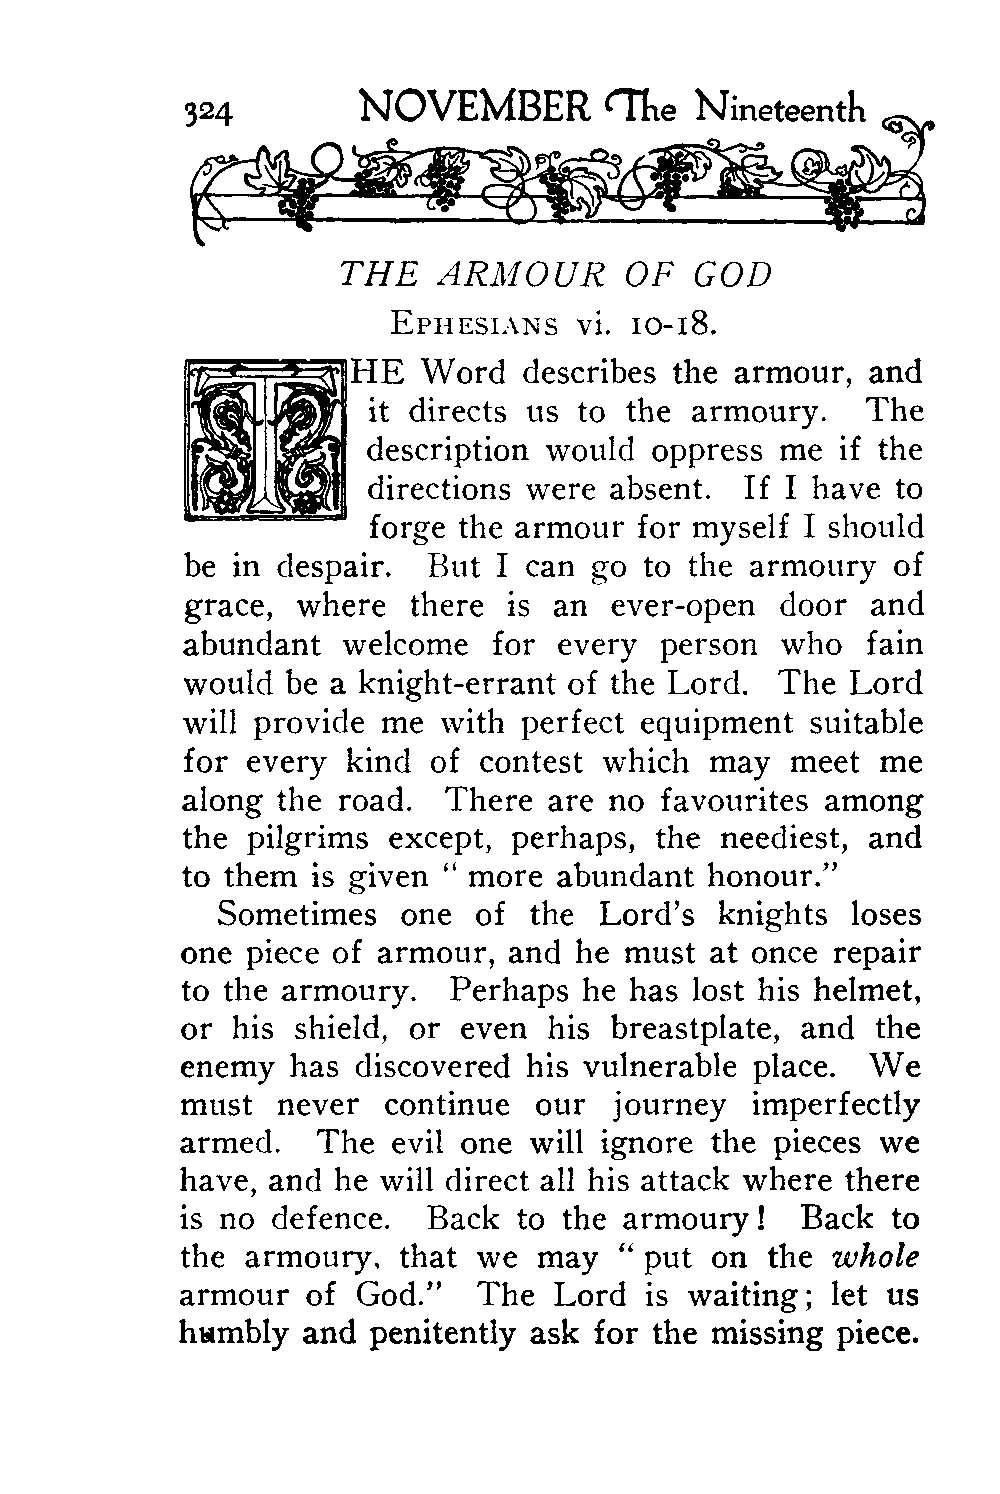 324 NOVEMBER The Nineteenth
THE ARMOUR OF GOD
EPHESIANS vi. 10-18.
THE Word describes the armour, and
it directs us to the armoury. The
description would oppress me if the
directions were absent. If I have to
forge the armour for myself I should
be in despair. But I can go to the armoury of
grace, where there is an ever-open door and
abundant welcome for every person who fain
would be a knight-errant of the Lord. The Lord
will provide me with perfect equipment suitable
for every kind of contest which may meet me
along the road. There are no favourites among
the pilgrims except, perhaps, the neediest, and
to them is given “ more abundant honour.”
Sometimes one of the Lord’s knights loses
one piece of armour, and he must at once repair
to the armoury. Perhaps he has lost his helmet,
or his shield, or even his breastplate, and the
enemy has discovered his vulnerable place. We
must never continue our journey imperfectly
armed. The evil one will ignore the pieces we
have, and he will direct all his attack where there
is no defence. Back to the armoury! Back to
the armoury, that we may “ put on the whole
armour of God.” The Lord is waiting; let us
humbly and penitently ask for the missing piece.